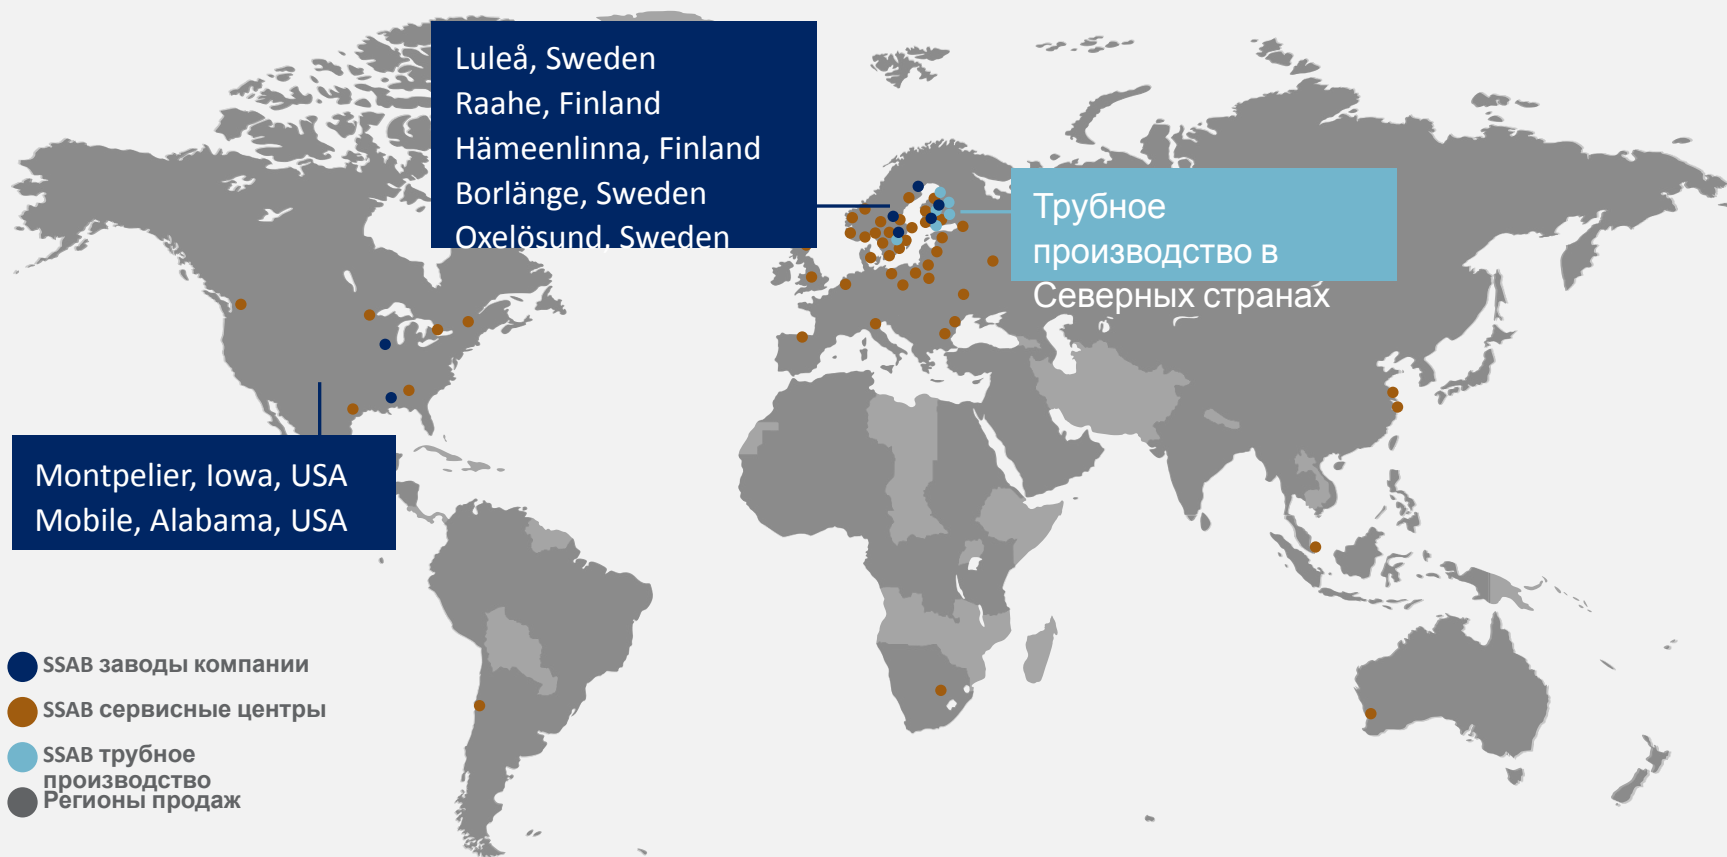 Luleå, Sweden
Raahe, Finland
Hämeenlinna, Finland
Borlänge, Sweden
Oxelösund, Sweden
Трубное
производство в
Северных странах
Montpelier, Iowa, USA
Mobile, Alabama, USA
SSAB заводы компании
SSAB сервисные центры
SSAB трубное
производство
Регионы продаж